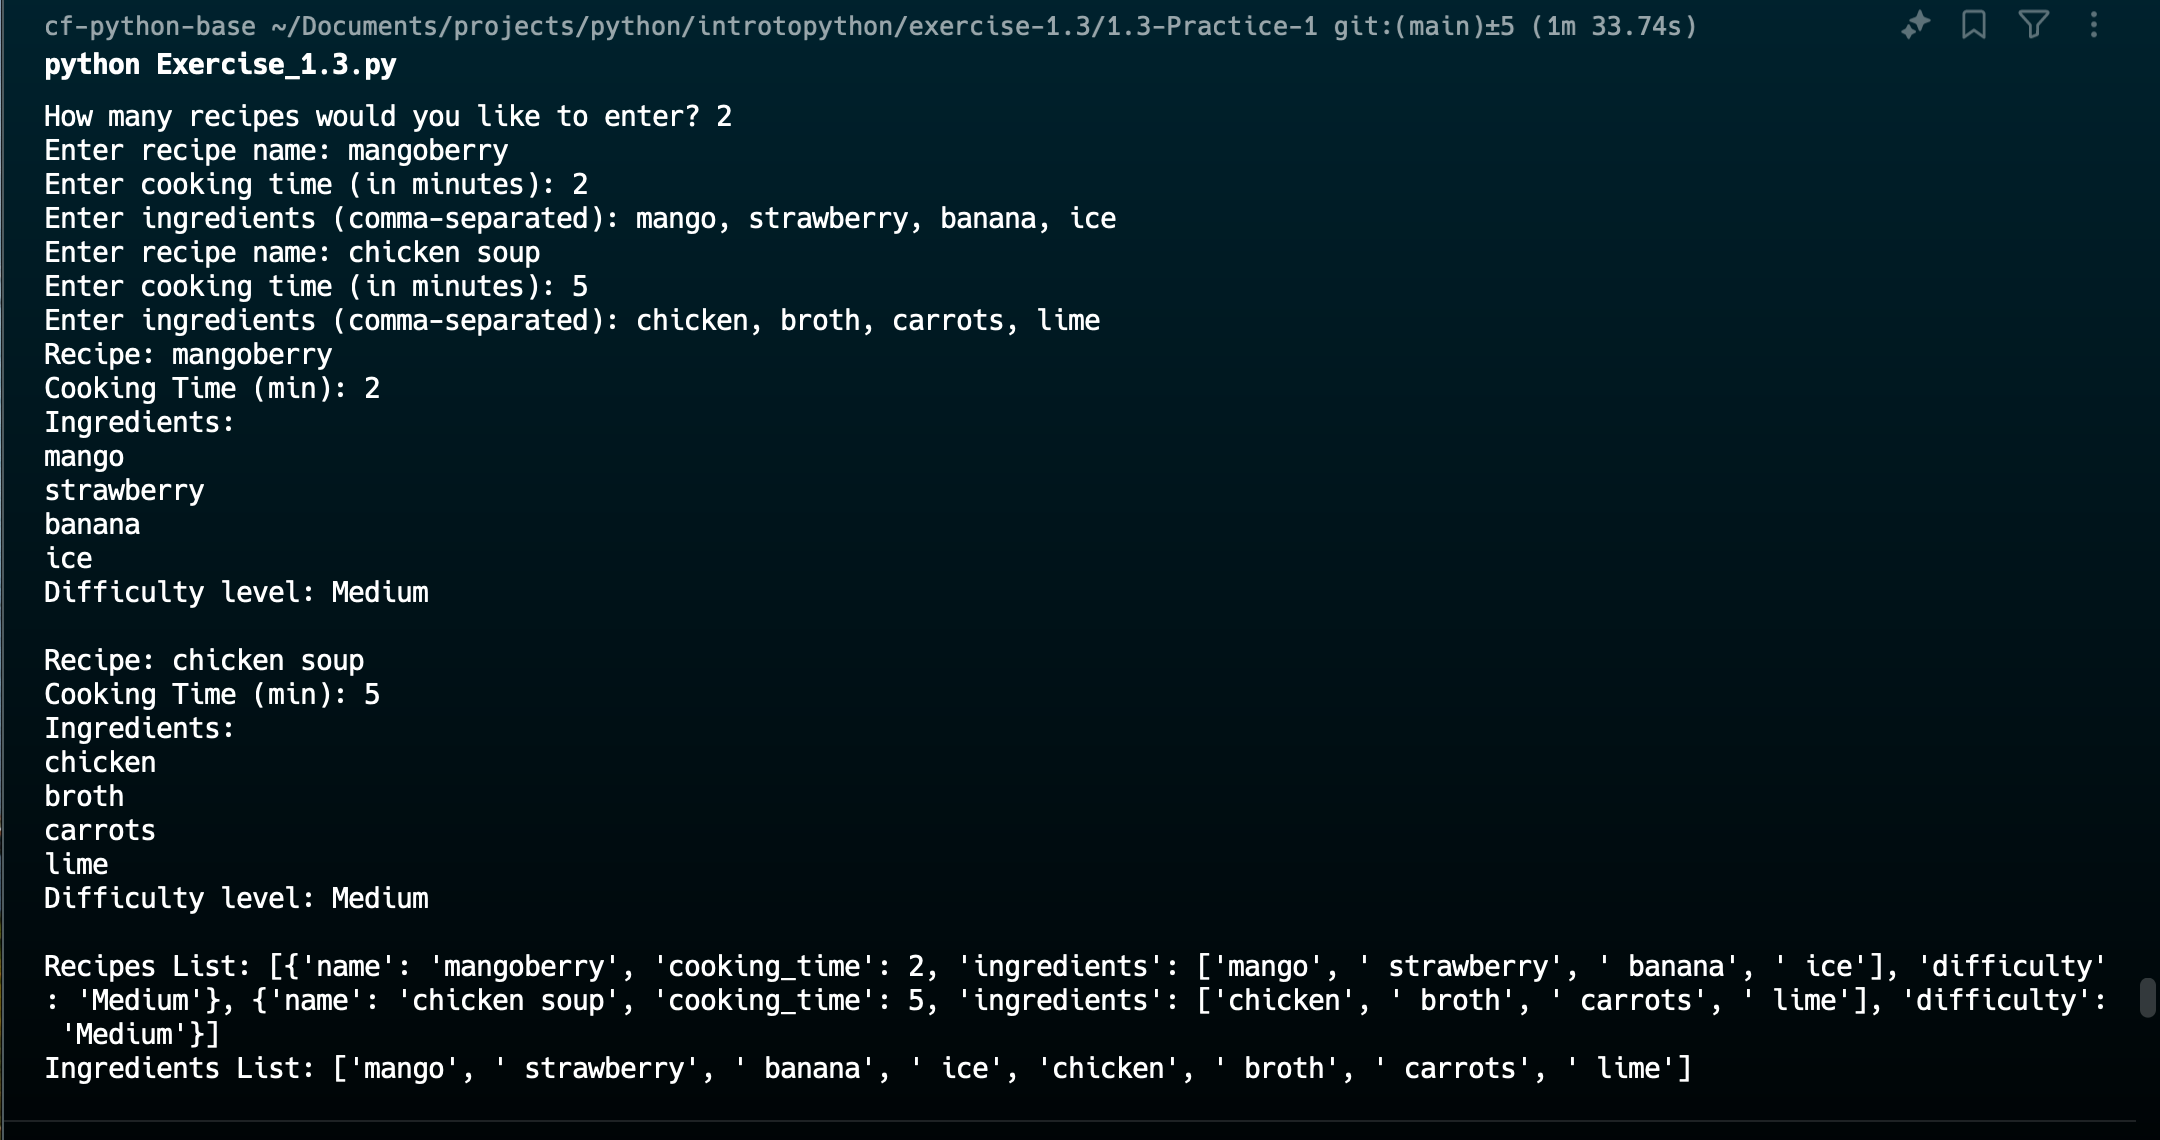 cf-python-base ~/Documents/projects/python/introtopython/exercise-1.3/1.3-Practice-1 git:(main)±5 (1m 33.74s)
python Exercise_1.3.py
How many recipes would you like to enter? 2
Enter recipe name: mangoberry
Enter cooking time (in minutes): 2
Enter ingredients (comma-separated): mango, strawberry, banana, ice
Enter recipe name: chicken soup
Enter cooking time (in minutes): 5
Enter ingredients (comma-separated): chicken, broth, carrots, lime
Recipe: mangoberry
Cooking Time (min): 2
Ingredients:
mango
strawberry
banana
ice
Difficulty level: Medium

Recipe: chicken soup
Cooking Time (min): 5
Ingredients:
chicken
broth
carrots
lime
Difficulty level: Medium

Recipes List: [{'name': 'mangoberry', 'cooking_time': 2, 'ingredients': ['mango', ' strawberry', ' banana', ' ice'], 'difficulty'
: 'Medium'}, {'name': 'chicken soup', 'cooking_time': 5, 'ingredients': ['chicken', ' broth', ' carrots', ' lime'], 'difficulty':
 'Medium'}]
Ingredients List: ['mango', ' strawberry', ' banana', ' ice', 'chicken', ' broth', ' carrots', ' lime']